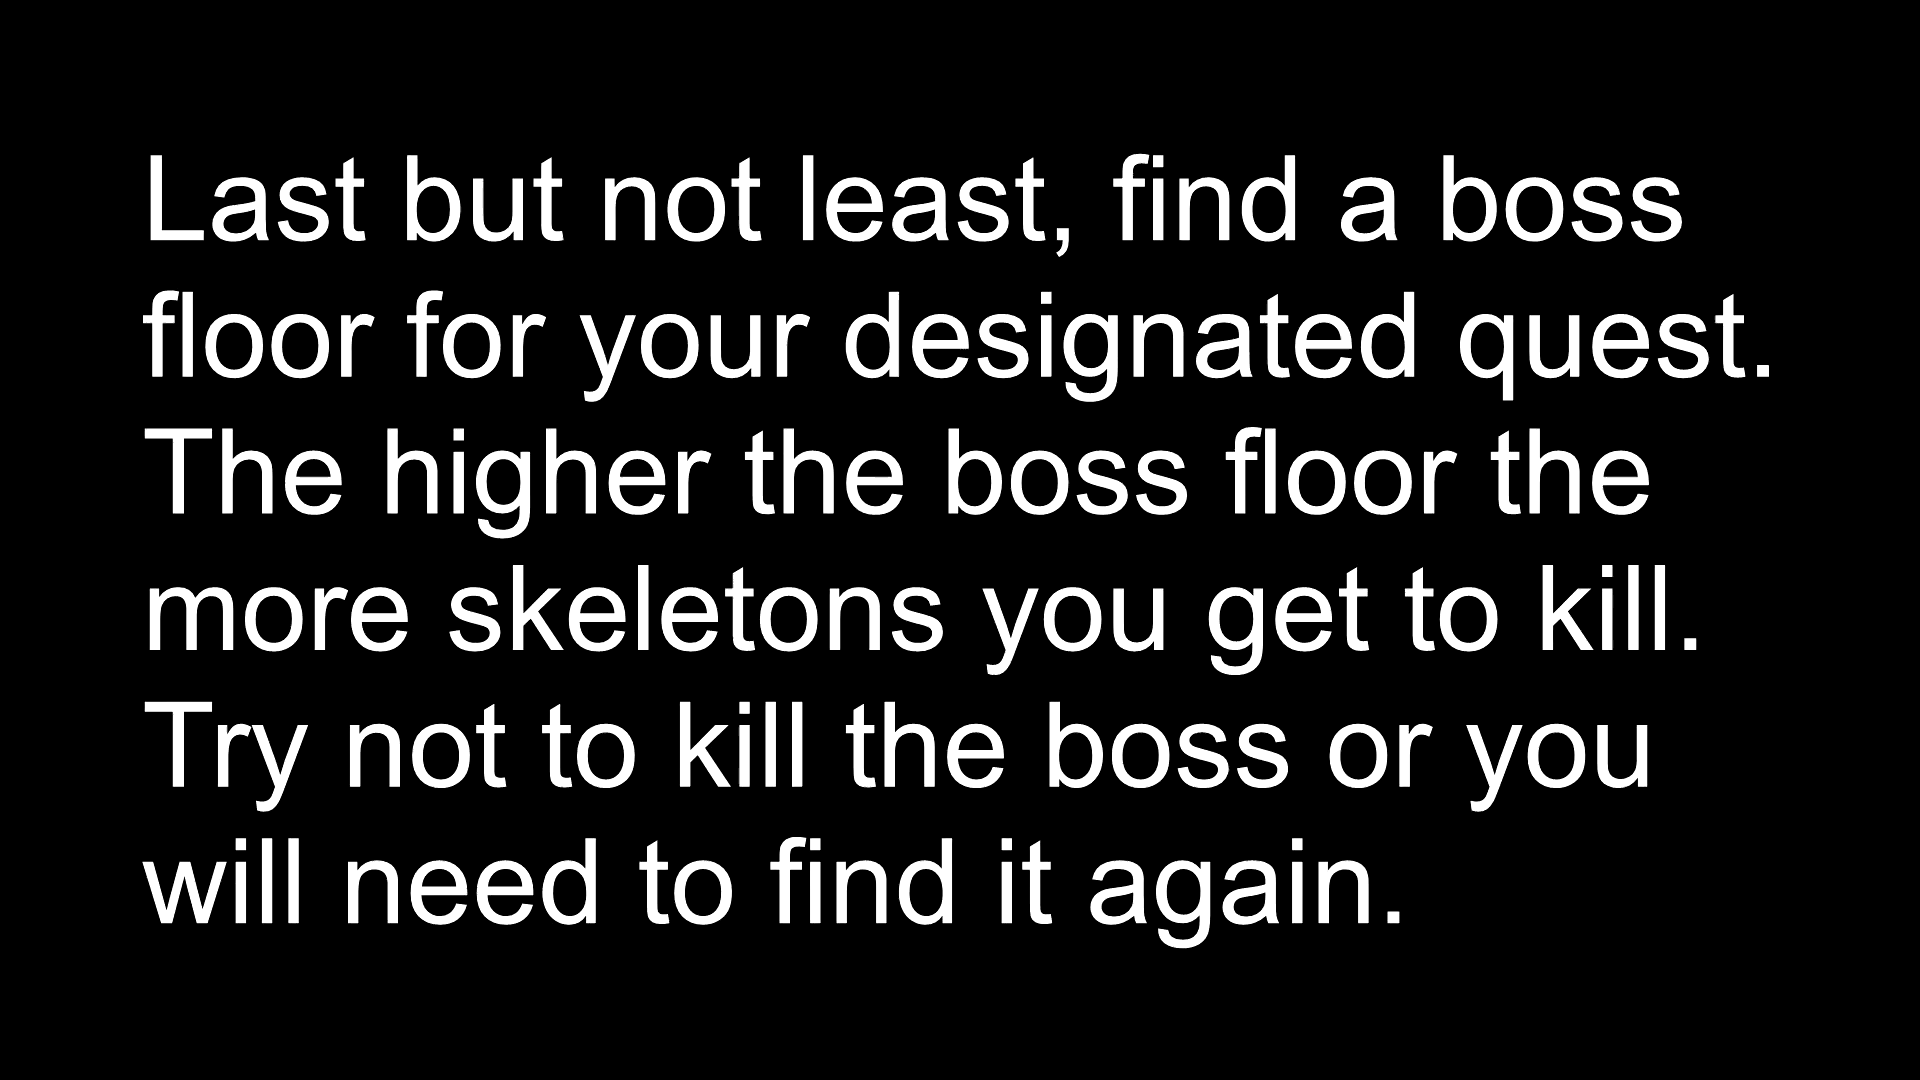 Last but not least, find a boss
floor for your designated quest.
The higher the boss floor the
more skeletons you get to kill.
Try not to kill the boss or you
will need to find it again.